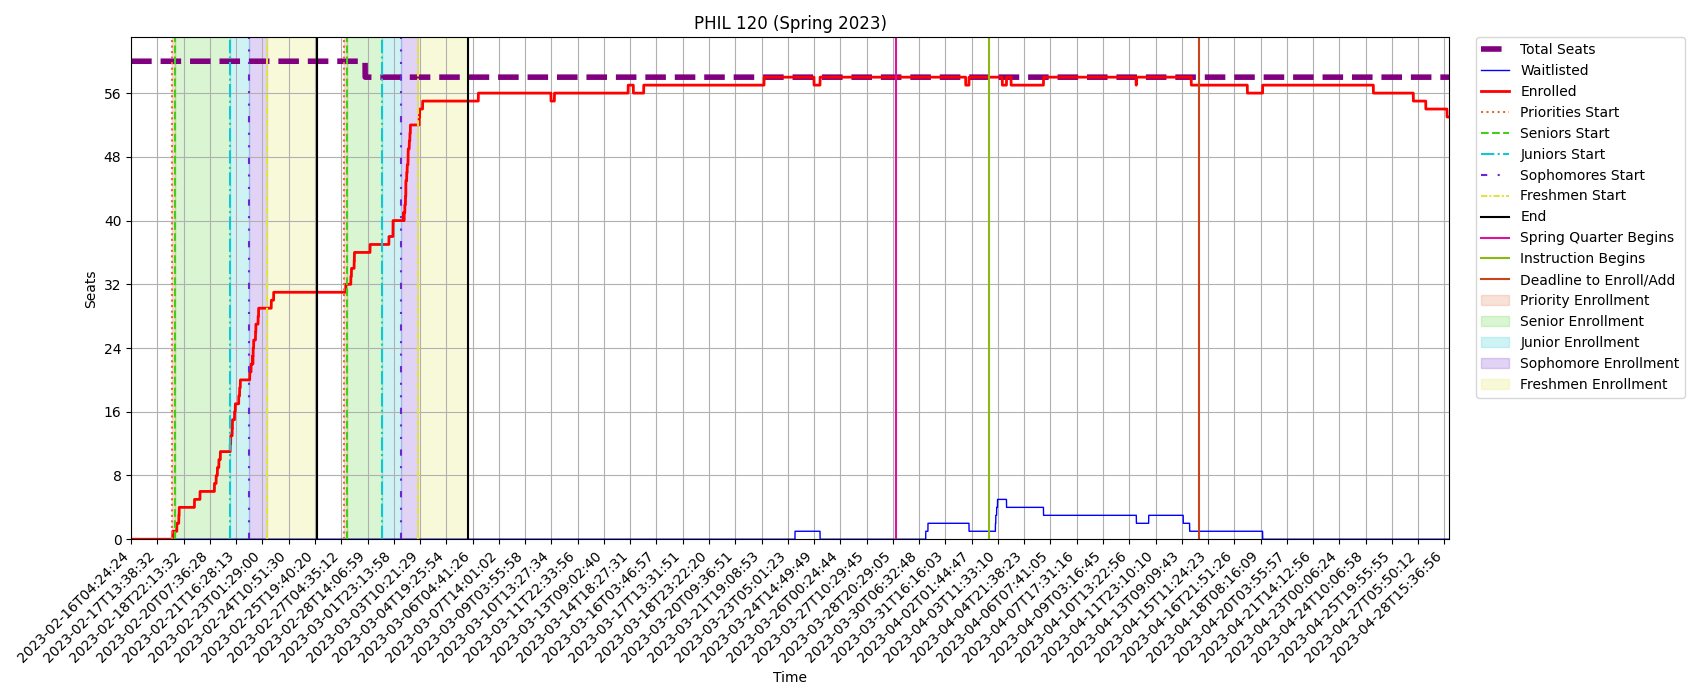 PHIL 120 (Spring 2023)
Seats
56
48
40
32
24
16
8
0
2023-02-16T04:24:24
2023-02-17T13:38:32
2023-02-18T22:13:32
2023-02-20T07:36:28
2023-02-21T16:28:13
2023-02-23T01:29:00
2023-02-24T10:51:30
2023-02-25T19:40:20
2023-02-27T04:35:12
2023-02-28T14:06:59
2023-03-01T23:13:58
2023-03-03T10:21:29
2023-03-04T19:25:54
2023-03-06T04:41:26
2023-03-07T14:01:02
2023-03-09T03:55:58
2023-03-10T13:27:34
2023-03-11T22:33:56
2023-03-13T09:02:40
2023-03-14T18:27:31
2023-03-16T03:46:57
2023-03-17T13:31:51
2023-03-18T23:22:20
2023-03-20T09:36:51
2023-03-21T19:08:53
2023-03-23T05:01:23
2023-03-24T14:49:49
2023-03-26T00:24:44
2023-03-27T10:29:45
2023-03-28T20:29:05
2023-03-30T06:32:48
2023-03-31T16:16:03
2023-04-02T01:44:47
2023-04-03T11:33:10
2023-04-04T21:38:23
2023-04-06T07:41:05
2023-04-07T17:31:16
2023-04-09T03:16:45
2023-04-10T13:22:56
2023-04-11T23:10:10
2023-04-13T09:09:43
2023-04-15T11:24:23
2023-04-16T21:51:26
2023-04-18T08:16:09
2023-04-20T03:55:57
2023-04-21T14:12:56
2023-04-23T00:06:24
2023-04-24T10:06:58
2023-04-25T19:55:55
2023-04-27T05:50:12
2023-04-28T15:36:56
Time
Total Seats
Waitlisted
Enrolled
Priorities Start
Seniors Start
Juniors Start
Sophomores Start
Freshmen Start
End
Spring Quarter Begins
Instruction Begins
Deadline to Enroll/Add
Priority Enrollment
Senior Enrollment
Junior Enrollment
Sophomore Enrollment
Freshmen Enrollment